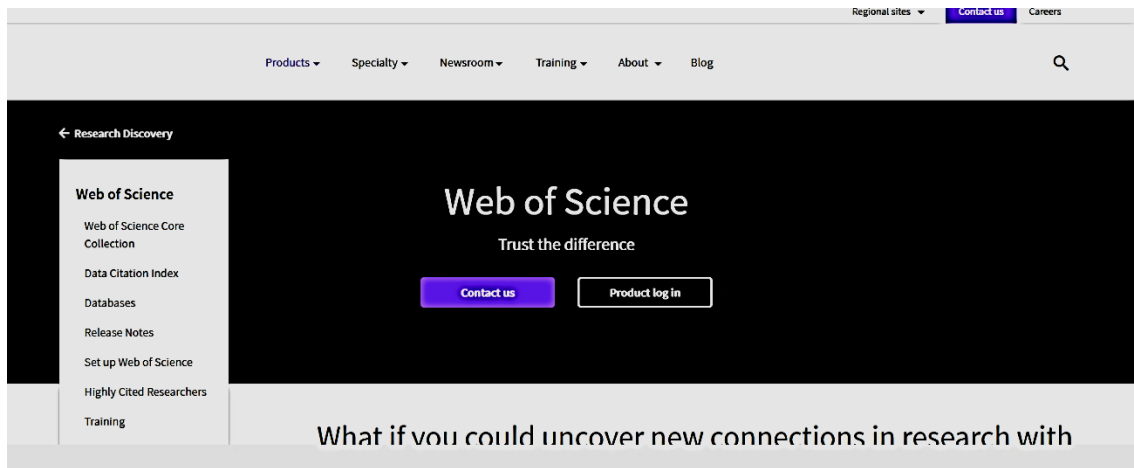 Regional sites Contact us Careers
Products Specialty Newsroom Training About Blog
← Research Discovery
Web of Science
Web of Science Core
Collection
Data Citation Index
Databases
Release Notes
Set up Web of Science
Highly Cited Researchers
Training
Web of Science
Trust the difference
Contact us Product log in
What if you could uncover new connections in research with